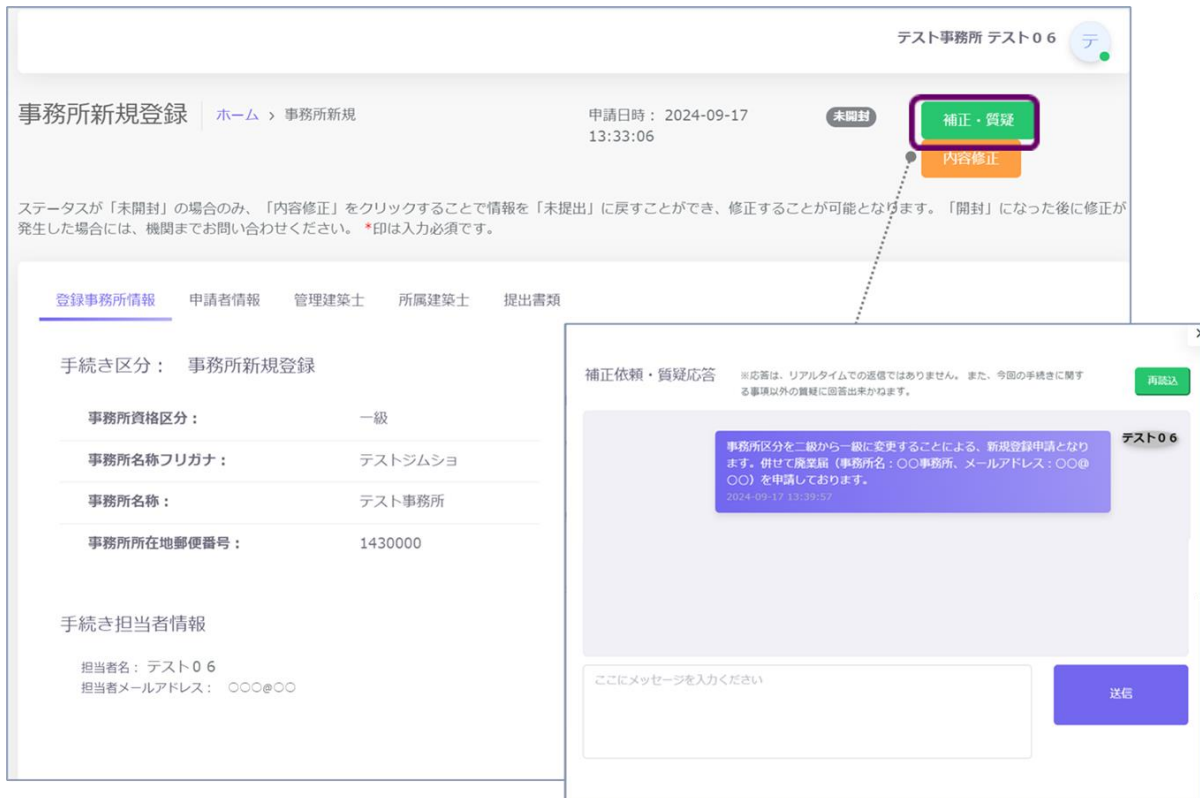 テスト事務所 テスト０６
テ
事務所新規登録
ホーム › 事務所新規
申請日時： 2024-09-17
13:33:06
未開封
補正・質疑
内容修正
ステータスが「未開封」の場合のみ、「内容修正」をクリックすることで情報を「未提出」に戻すことができ、修正することが可能となります。「開封」になった後に修正が
発生した場合には、機関までお問い合わせください。 *印は入力必須です。
登録事務所情報 申請者情報 管理建築士 所属建築士 提出書類
手続き区分： 事務所新規登録
事務所資格区分： 一級
事務所名称フリガナ： テストジムショ
事務所名称： テスト事務所
事務所所在地郵便番号： 1430000
手続き担当者情報
担当者名： テスト０６
担当者メールアドレス： ○○○@○○
補正依頼・質疑応答
※応答は、リアルタイムでの返信ではありません。 また、今回の手続きに関す
る事項以外の質疑に回答出来かねます。
再読込
テスト０６
事務所区分を二級から一級に変更することによる、新規登録申請となり
ます。併せて廃業届（事務所名：○○事務所、メールアドレス：○○@
○○）を申請しております。
2024-09-17 13:39:57
ここにメッセージを入力ください
送信